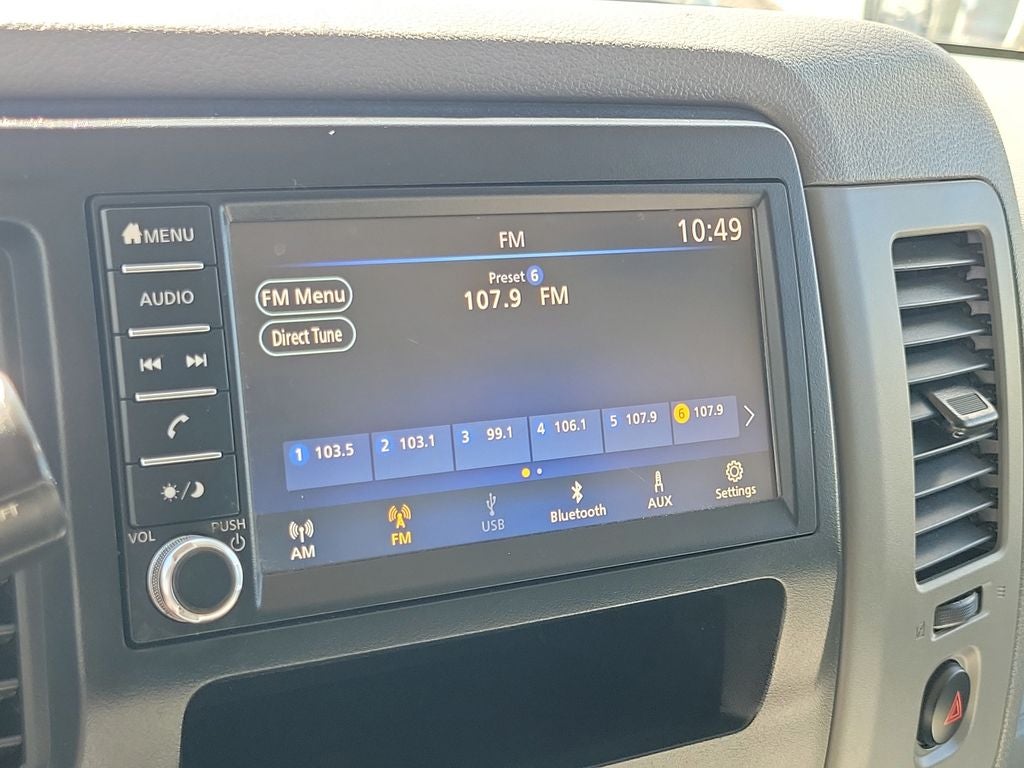 MENU
AUDIO
VOL
PUSH
FM
10:49
Preset 6
107.9 FM
FM Menu
Direct Tune
1 103.5
2 103.1
3 99.1
4 106.1
5 107.9
6 107.9
AM
FM
USB
Bluetooth
AUX
Settings